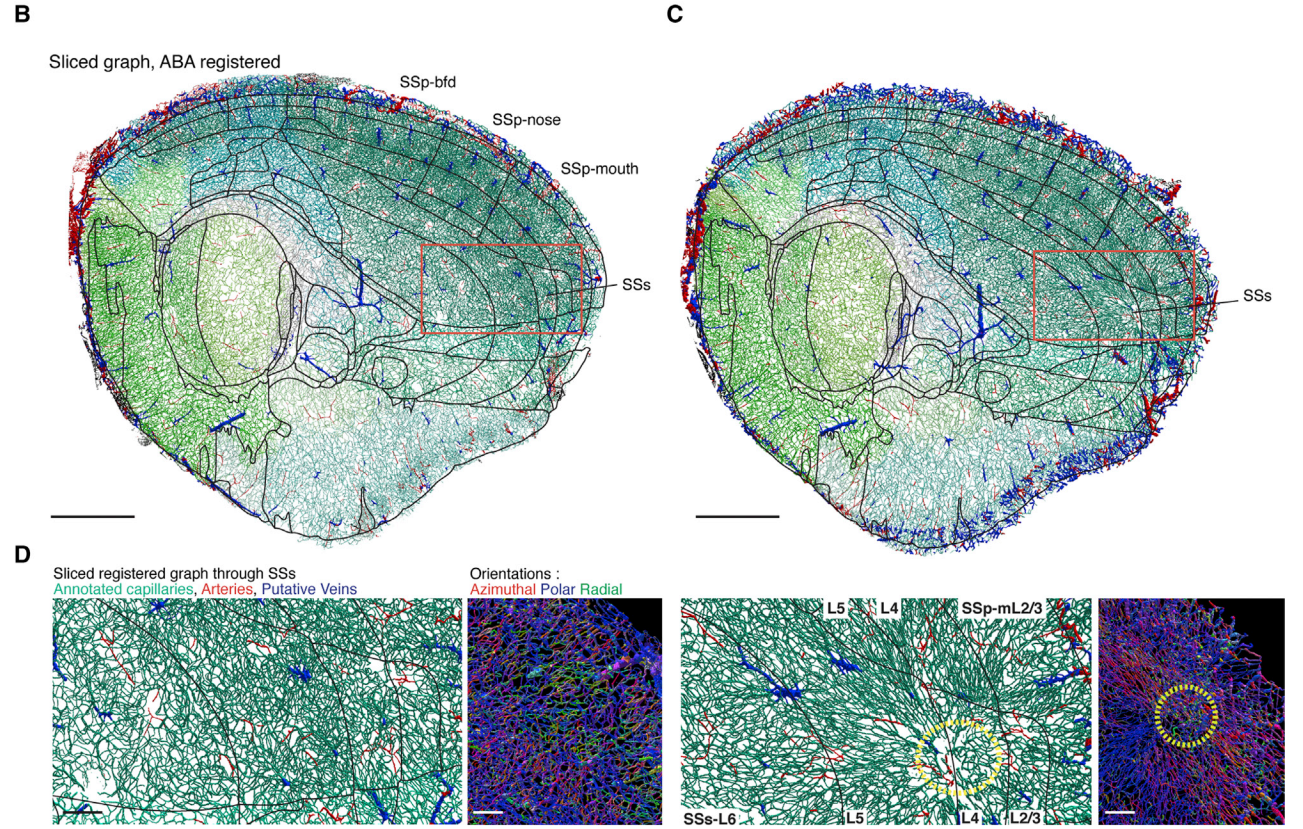 B
C
Sliced graph, ABA registered
SSp-bfd
SSp-nose
SSp-mouth
SSs
SSs
D
Sliced registered graph through SSs
Annotated capillaries, Arteries, Putative Veins
Orientations :
Azimuthal Polar Radial
L5
L4
SSp-mL2/3
SSs-L6
L5
L4
L2/3